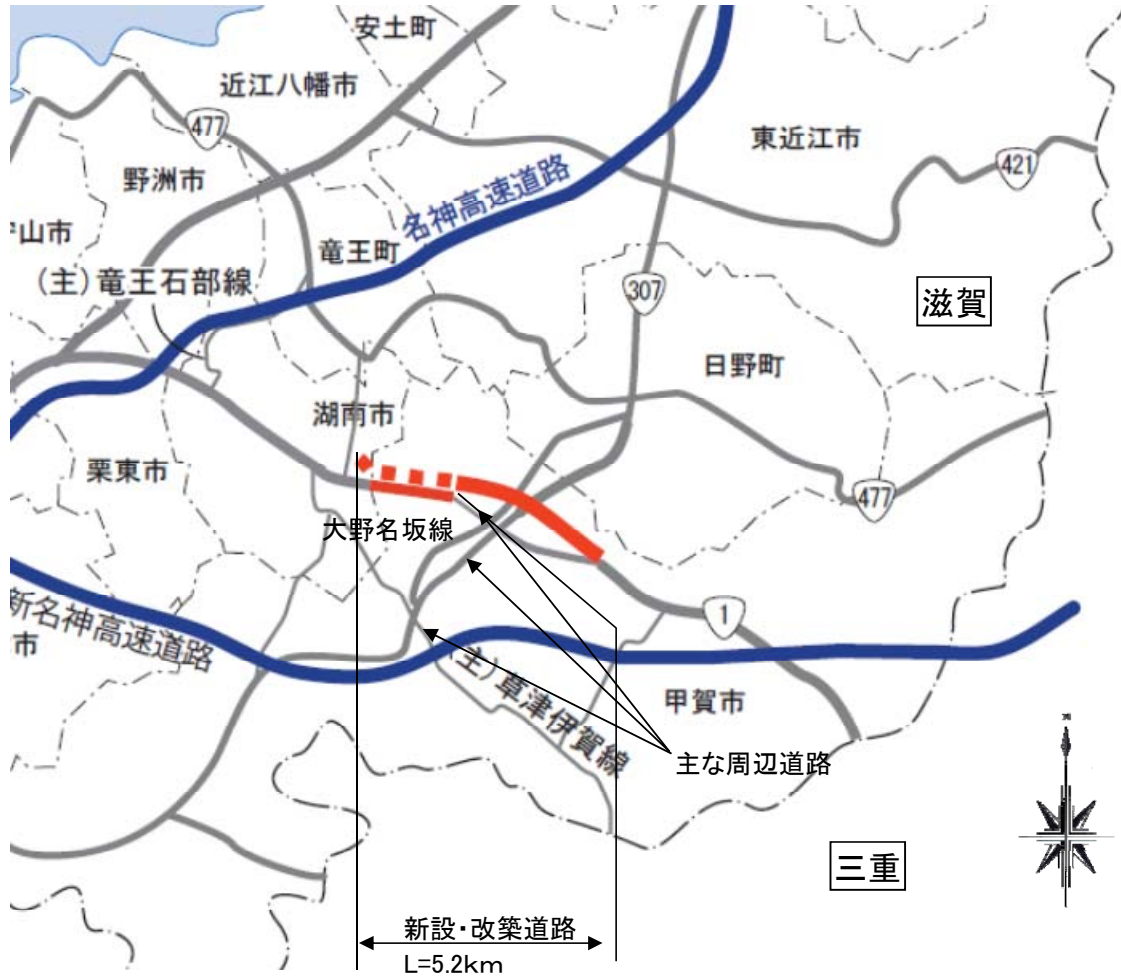 安土町
近江八幡市
477
東近江市
421
野洲市
名神高速道路
山市
竜王町
(主)竜王石部線
307
滋賀
日野町
湖南市
栗東市
477
大野名坂線
1
新名神高速道路
市
(主)草津伊賀線
甲賀市
主な周辺道路
三重
新設・改築道路
L=5.2km